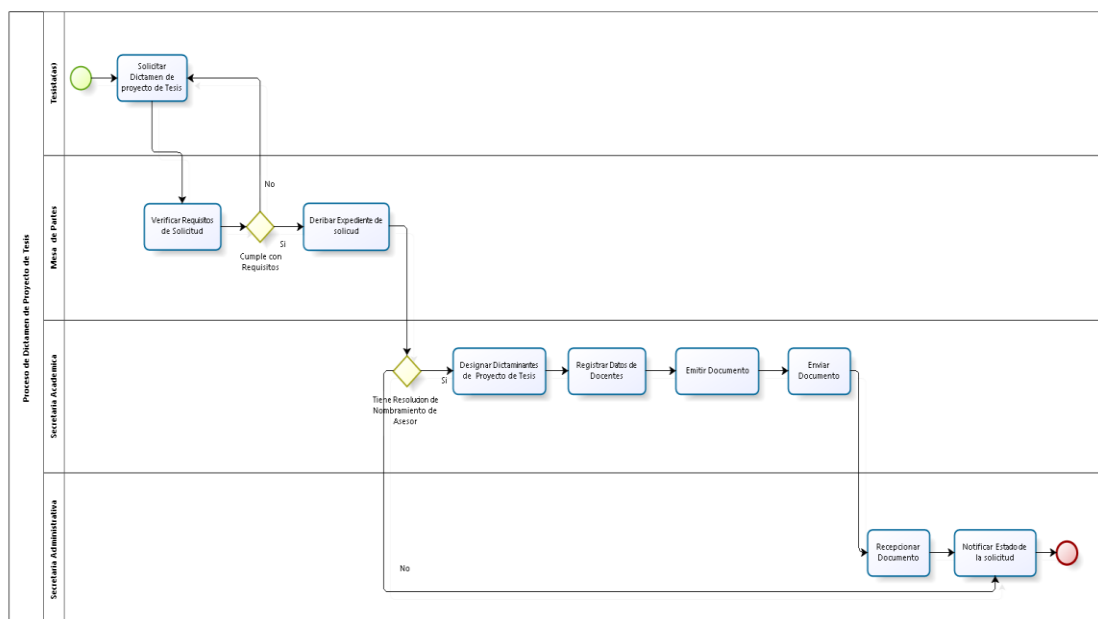 Proceso de Dictamen de Proyecto de Tesis
Tesista(as)
Solicitar
Dictamen de
proyecto de Tesis
Mesa de Partes
No
Verificar Requisitos
de Solicitud
Si
Cumple con
Requisitos
Deribar Expediente de
solicud
Secretaria Academica
Si
Tiene Resolucion de
Nombramiento de
Asesor
Designar Dictaminantes
de Proyecto de Tesis
Registrar Datos de
Docentes
Emitir Documento
Enviar
Documento
Secretaria Administrativa
No
Recepcionar
Documento
Notificar Estado de
la solicitud